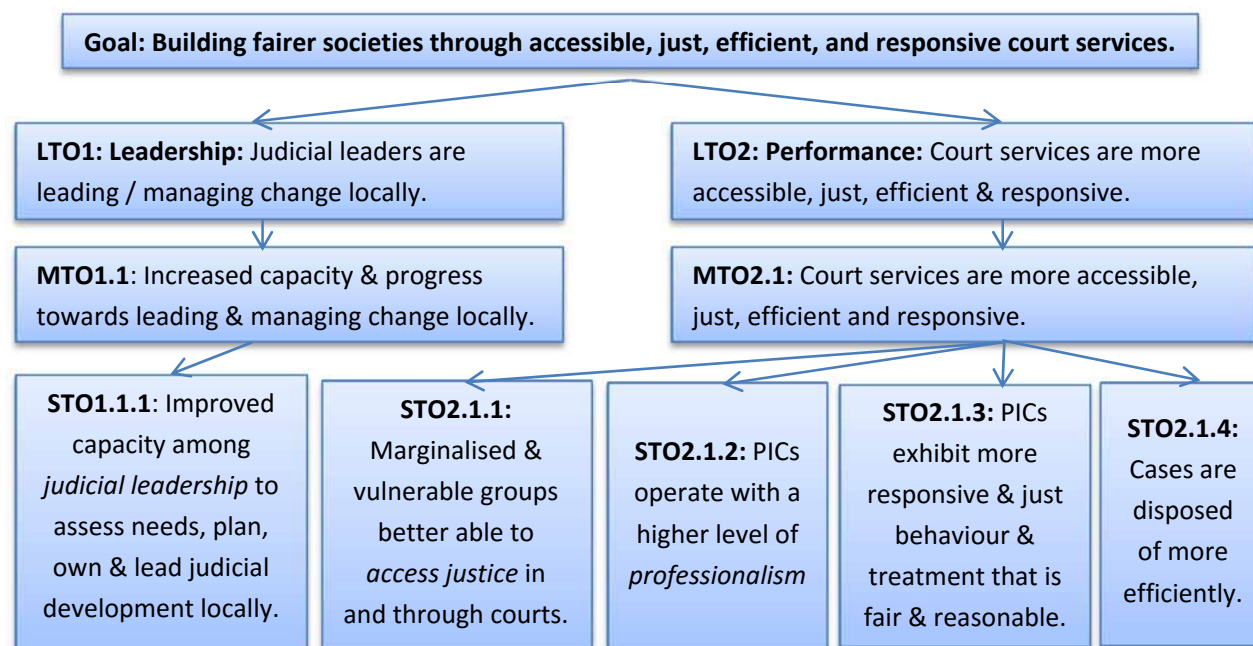 Goal: Building fairer societies through accessible, just, efficient, and responsive court services.
LTO1: Leadership: Judicial leaders are
leading / managing change locally.
LTO2: Performance: Court services are more
accessible, just, efficient & responsive.
MTO1.1: Increased capacity & progress
towards leading & managing change locally.
MTO2.1: Court services are more accessible,
just, efficient and responsive.
STO1.1.1: Improved
capacity among
judicial leadership to
assess needs, plan,
own & lead judicial
development locally.
STO2.1.1:
Marginalised &
vulnerable groups
better able to
access justice in
and through courts.
STO2.1.2: PICs
operate with a
higher level of
professionalism
STO2.1.3: PICs
exhibit more
responsive & just
behaviour &
treatment that is
fair & reasonable.
STO2.1.4:
Cases are
disposed
of more
efficiently.